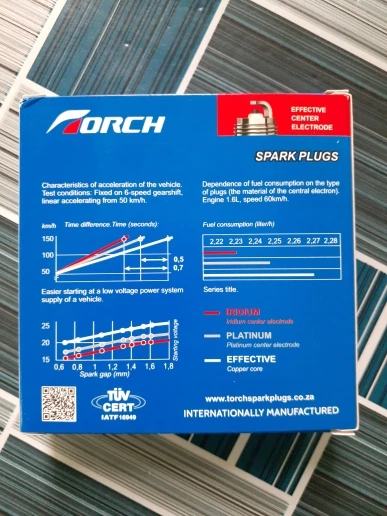 TORCH
EFFECTIVE
CENTER
ELECTRODE
SPARK PLUGS
Characteristics of acceleration of the vehicle.
Test conditions: Fixed on 6-speed gearshift,
linear accelerating from 50 km/h.
Dependence of fuel consumption on the type
of plugs (the material of the central electron).
Engine 1.6L, speed 60km/h.
km/h Time difference.Time (seconds):
150
100
50
0,5
0,7
Fuel consumption (liter/h)
2,22 2,23 2,24 2,25 2,26 2,27 2,28
Easier starting at a low voltage power system
supply of a vehicle.
Series title.
25
20
15
Starting voltage
0,6 0,8 1,0 1,2 1,4 1,6 1,8
Spark gap (mm)
IRIDIUM
Iridium center electrode
PLATINUM
Platinum center electrode
EFFECTIVE
Copper core
TÜV
CERT
IATF16949
www.torchsparkplugs.co.za
INTERNATIONALLY MANUFACTURED